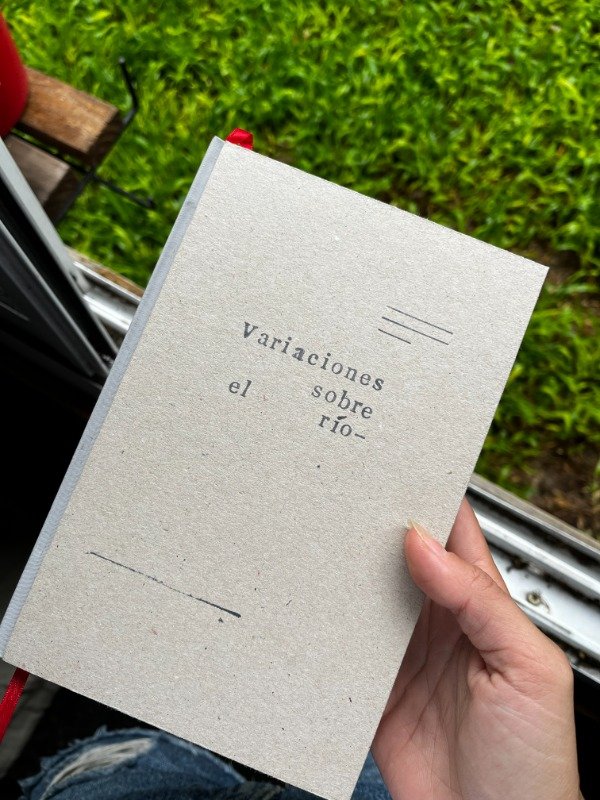 Variaciones
el sobre
río-